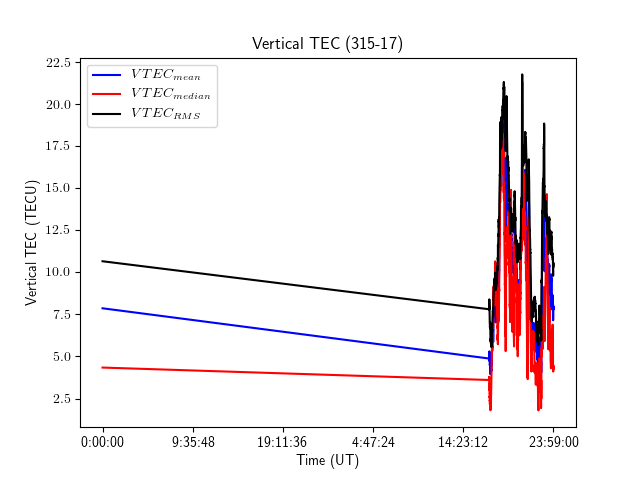 Vertical TEC (315-17)
22.5
20.0
17.5
15.0
12.5
10.0
7.5
5.0
2.5
Vertical TEC (TECU)
VTEC_mean
VTEC_median
VTEC_RMS
0:00:00 9:35:48 19:11:36 4:47:24 14:23:12 23:59:00
Time (UT)